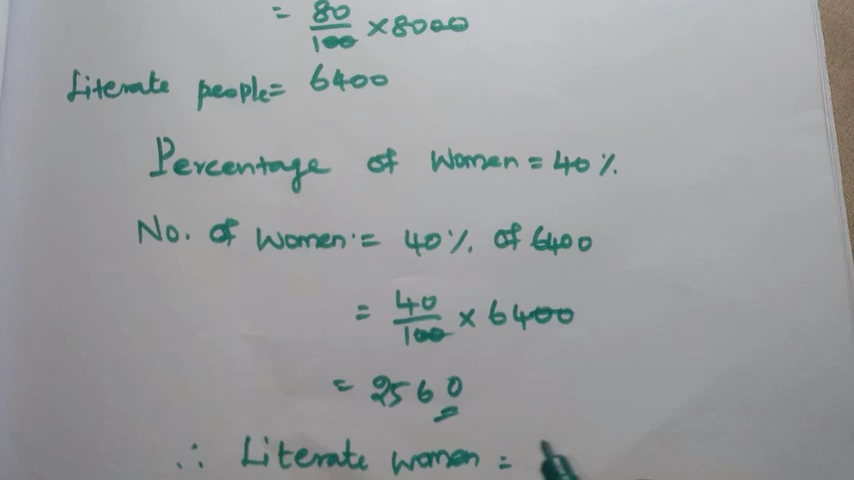 = 80/100 ×8000
Literate people= 6400
Percentage of Women = 40%
No. of Women = 40% of 6400
= 40/100 × 6400
= 2560
∴ Literate women =